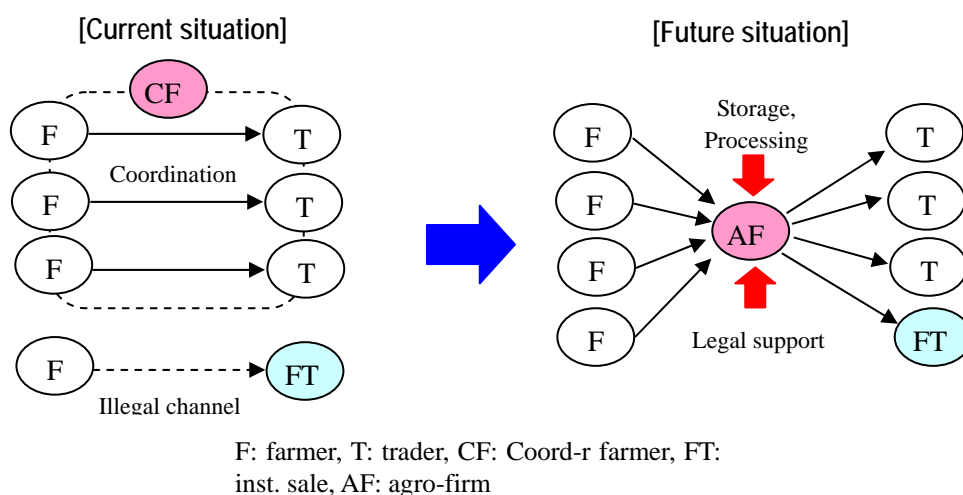 [Current situation]
CF
F
T
Coordination
F
T
F
T
F
FT
Illegal channel
[Future situation]
Storage,
Processing
F
T
F
T
AF
F
T
F
FT
Legal support
F: farmer, T: trader, CF: Coord-r farmer, FT:
inst. sale, AF: agro-firm